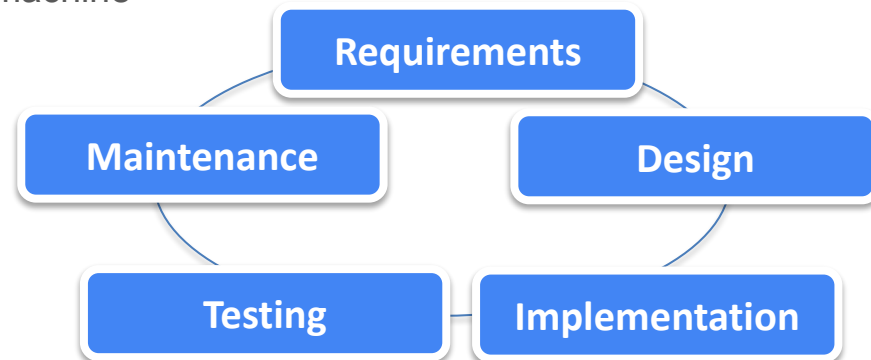 Requirements
Maintenance
Design
Testing
Implementation